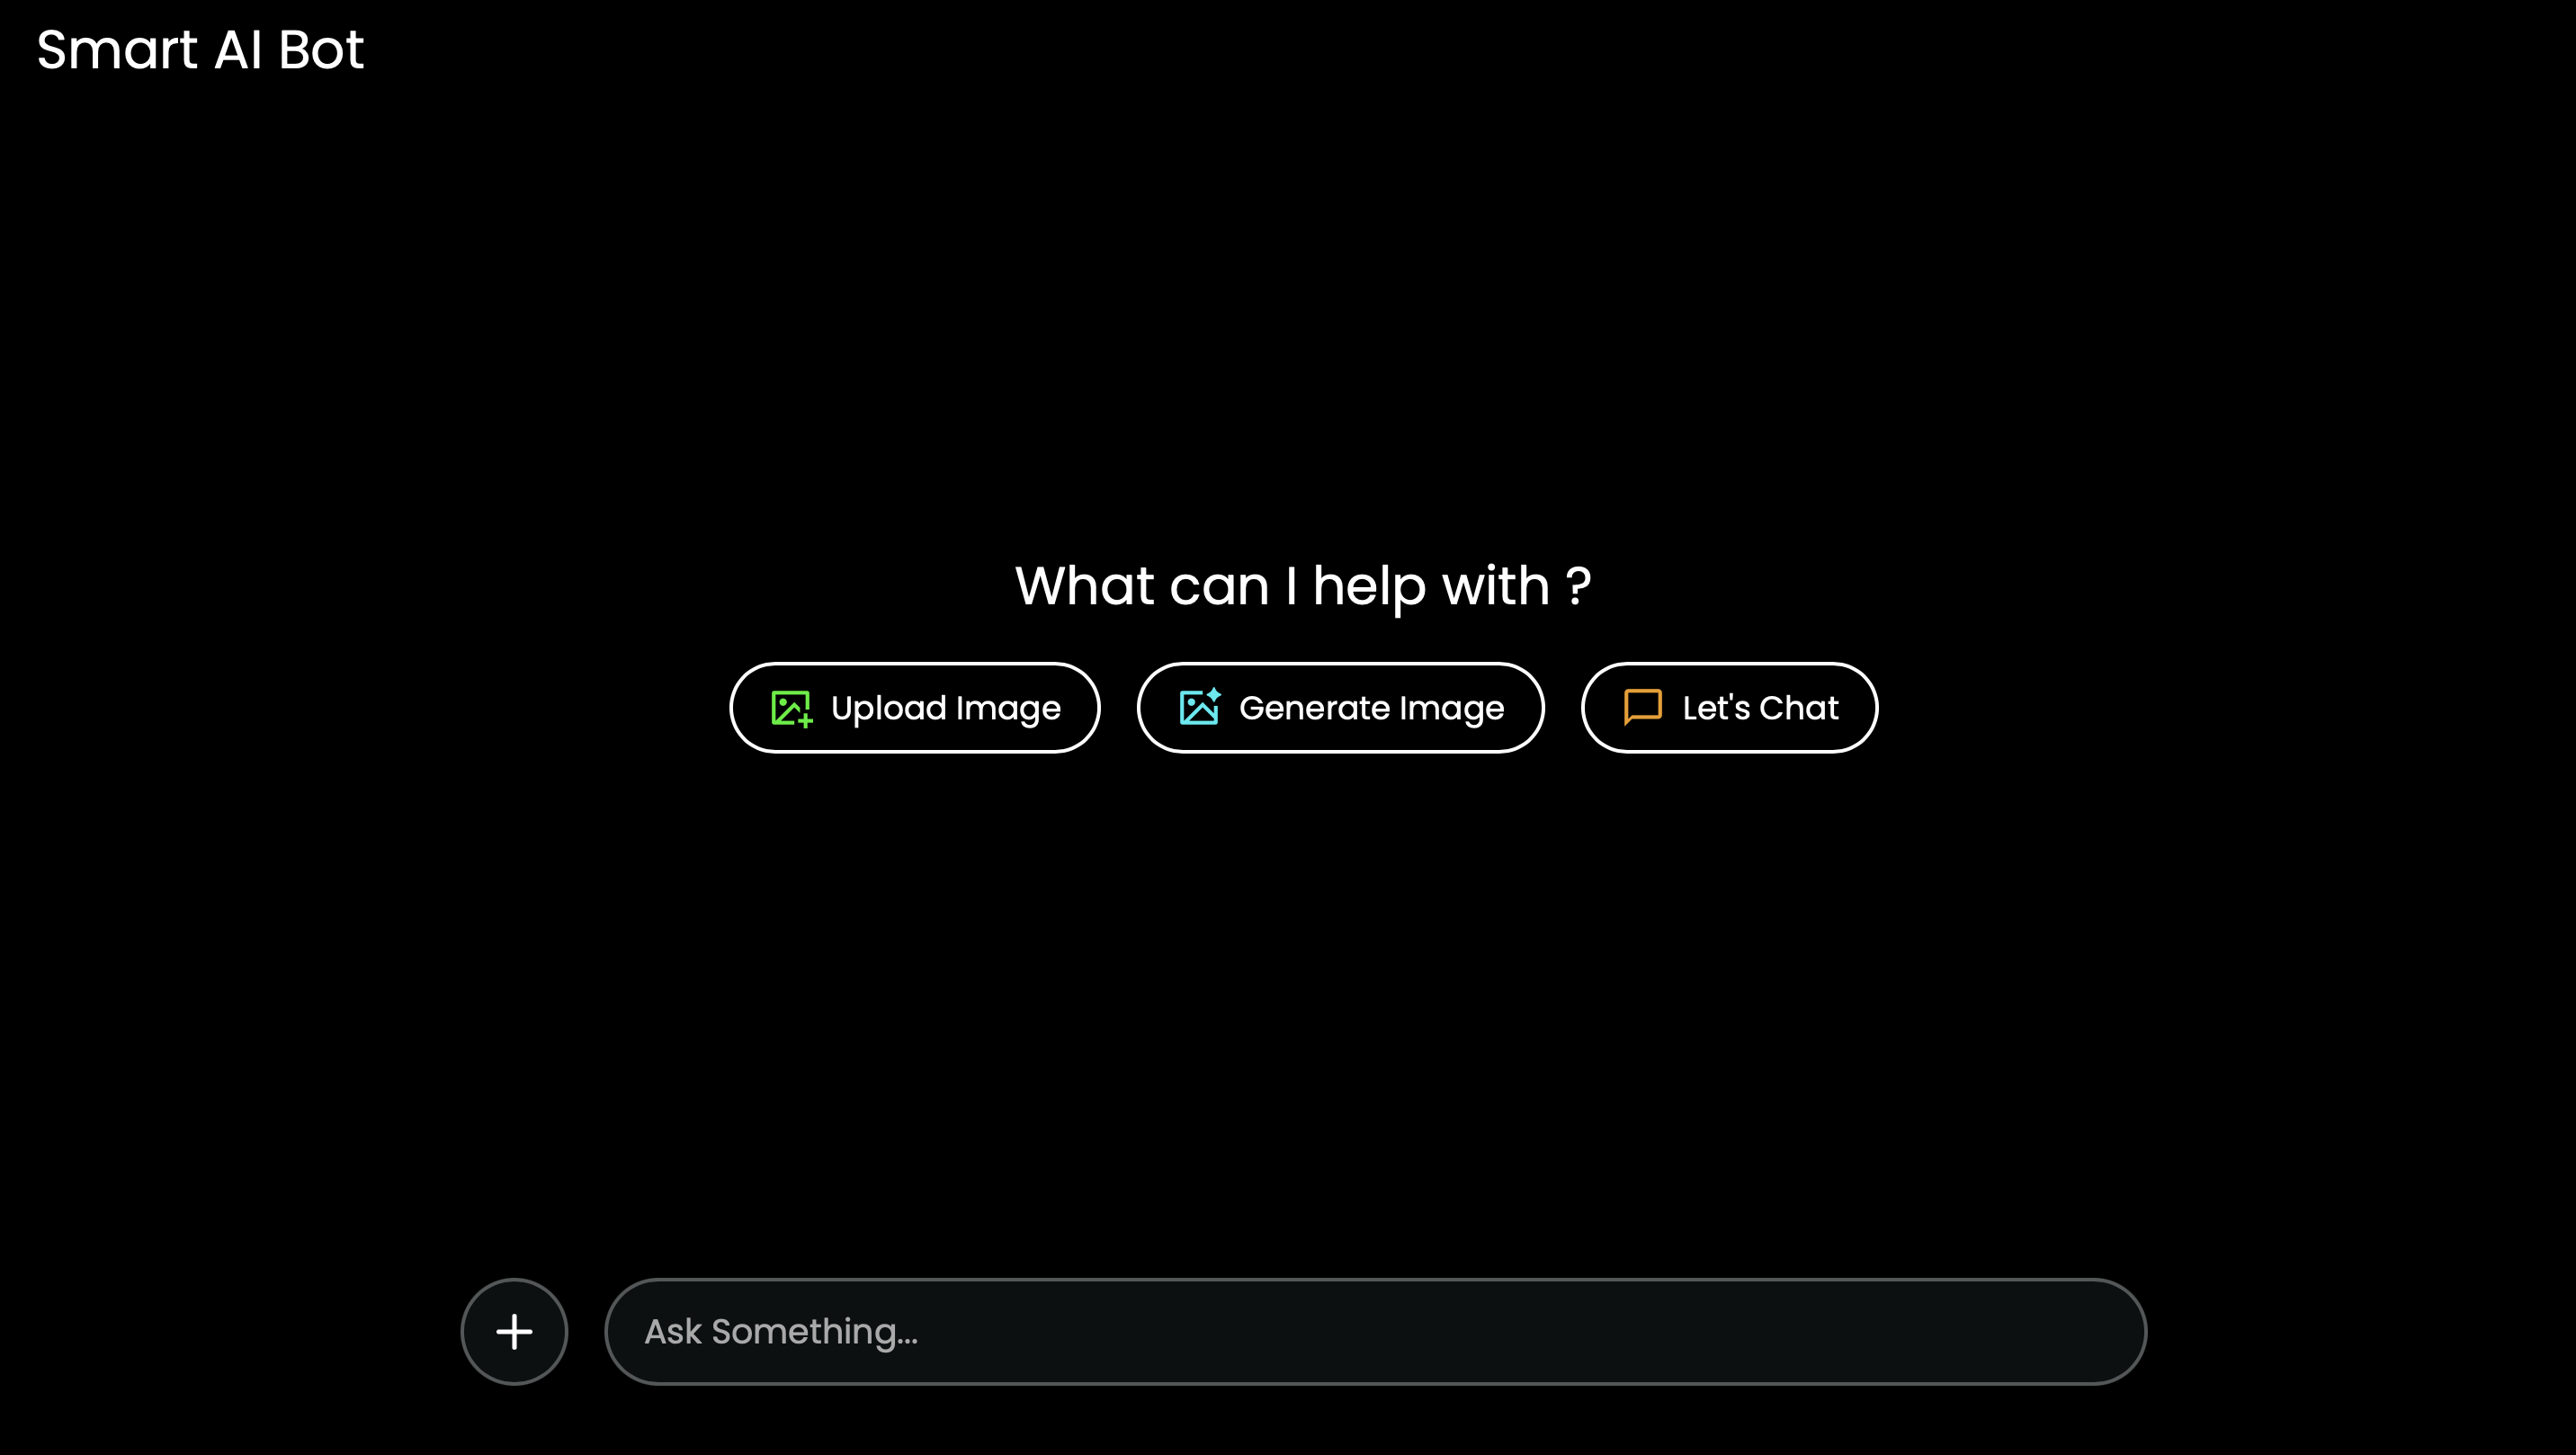 Smart AI Bot
What can I help with ?
Upload Image
Generate Image
Let's Chat
Ask Something...